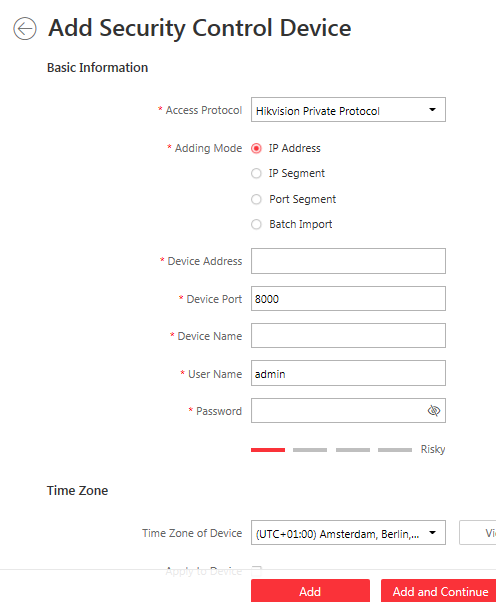 Add Security Control Device
Basic Information
* Access Protocol Hikvision Private Protocol
* Adding Mode IP Address
IP Segment
Port Segment
Batch Import
* Device Address
* Device Port 8000
* Device Name
* User Name admin
* Password
Risky
Time Zone
Time Zone of Device (UTC+01:00) Amsterdam, Berlin,... Vi
Apply to Device
Add Add and Continue